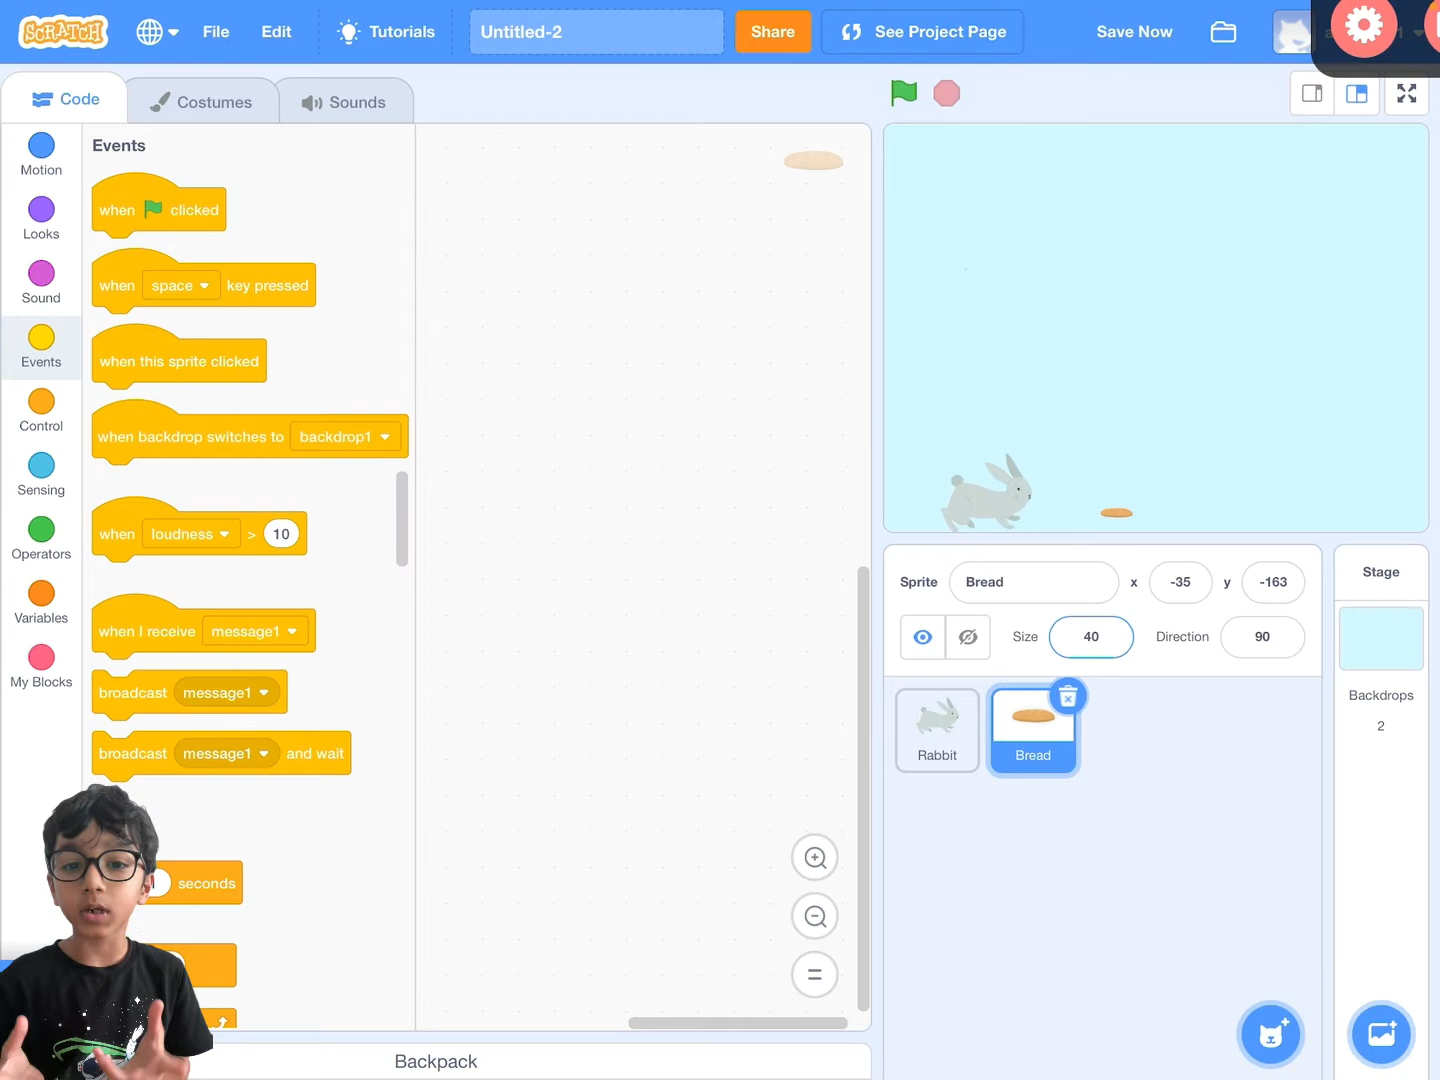 SCRATCH
File
Edit
Tutorials
Untitled-2
Share
See Project Page
Save Now
Code
Costumes
Sounds
Motion
Looks
Sound
Events
Control
Sensing
Operators
Variables
My Blocks
Events
when clicked
when space key pressed
when this sprite clicked
when backdrop switches to backdrop1
when loudness > 10
when I receive message1
broadcast message1
broadcast message1 and wait
seconds
Backpack
Sprite Bread x -35 y -163
Size 40 Direction 90
Rabbit
Bread
Stage
Backdrops
2